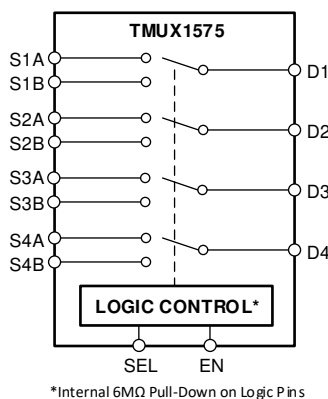 TMUX1575
S1A
S1B
D1
S2A
S2B
D2
S3A
S3B
D3
S4A
S4B
D4
LOGIC CONTROL*
SEL EN
*Internal 6MΩ Pull-Down on Logic Pins